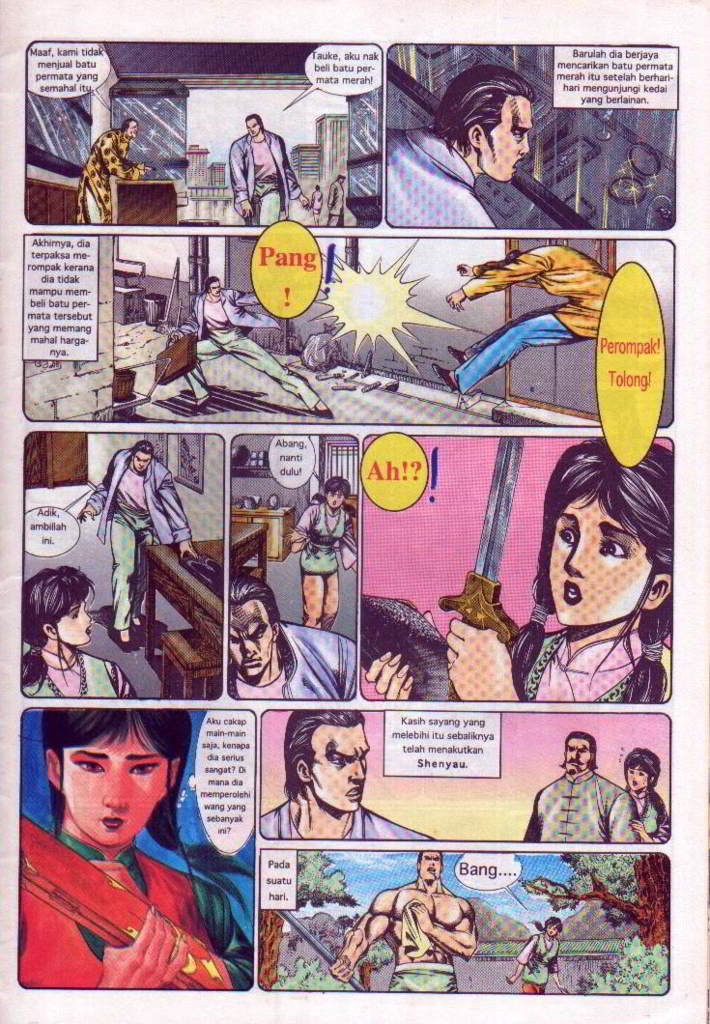 Maaf, kami tidak
menjual batu
permata yang
semahal itu.
Tauke, aku nak
beli batu per-
mata merah!
Barulah dia berjaya
mencarikan batu permata
merah itu setelah berhari-
hari mengunjungi kedai
yang berlainan.
Akhirnya, dia
terpaksa me-
rompak kerana
dia tidak
mampu mem-
beli batu per-
mata tersebut
yang memang
mahal harga-
nya.
Pang
!
Perompak!
Tolong!
Adik,
ambillah
ini.
Abang,
nanti
dulu!
Ah!?
Aku cakap
main-main
saja, kenapa
dia serius
sangat? Di
mana dia
memperolehi
wang yang
sebanyak
ini?
Kasih sayang yang
melebihi itu sebaliknya
telah menakutkan
Shenyau.
Pada
suatu
hari.
Bang....